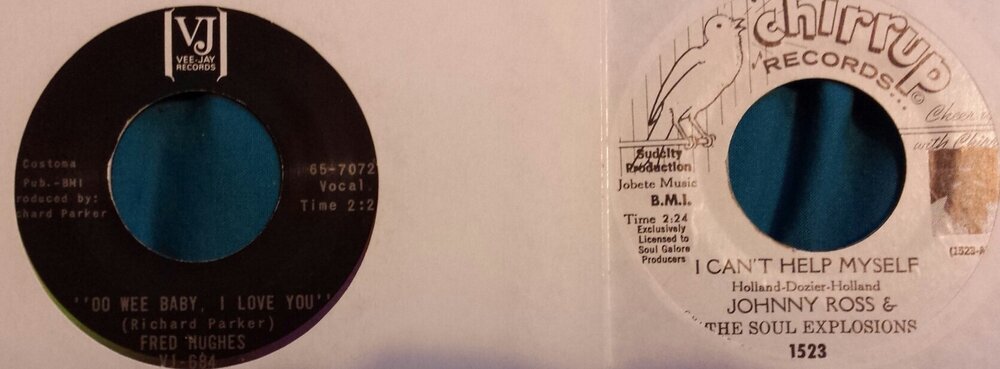 VJ
VEE-JAY
RECORDS
Costoma
Pub.-BMI
roduced by:
chard Parker
65-7072
Vocal
Time 2:2
"OO WEE BABY, I LOVE YOU"
(Richard Parker)
FRED HUGHES
VJ-684
Chirrup
RECORDS...
©
Cheer u
with Chir
Sudcity
Production
Jobete Music
B.M.I.
Time 2:24
Exclusively
Licensed to
Soul Galore
Producers
(1523-A
I CAN'T HELP MYSELF
Holland-Dozier-Holland
JOHNNY ROSS &
THE SOUL EXPLOSIONS
1523